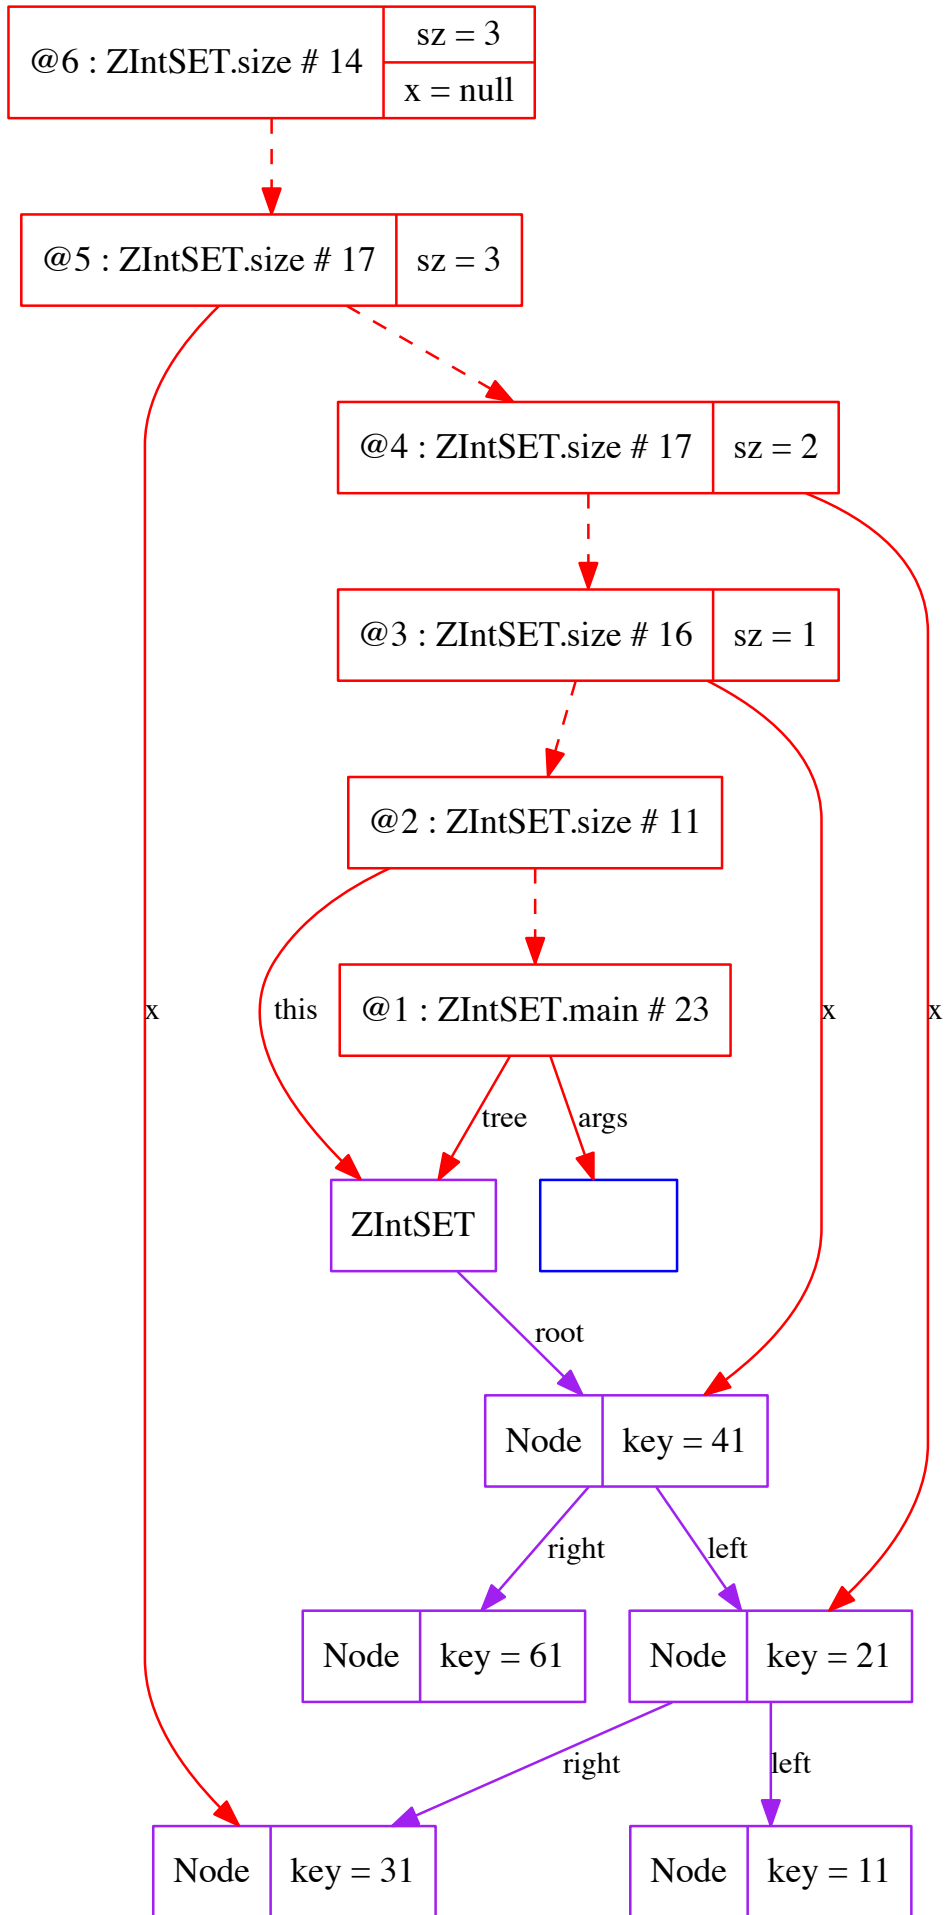 @6 : ZIntSET.size # 14
sz = 3
x = null
@5 : ZIntSET.size # 17
sz = 3
@4 : ZIntSET.size # 17
sz = 2
@3 : ZIntSET.size # 16
sz = 1
@2 : ZIntSET.size # 11
x
this
@1 : ZIntSET.main # 23
x
x
tree
args
ZIntSET
root
Node
key = 41
right
left
Node
key = 61
Node
key = 21
right
left
Node
key = 31
Node
key = 11